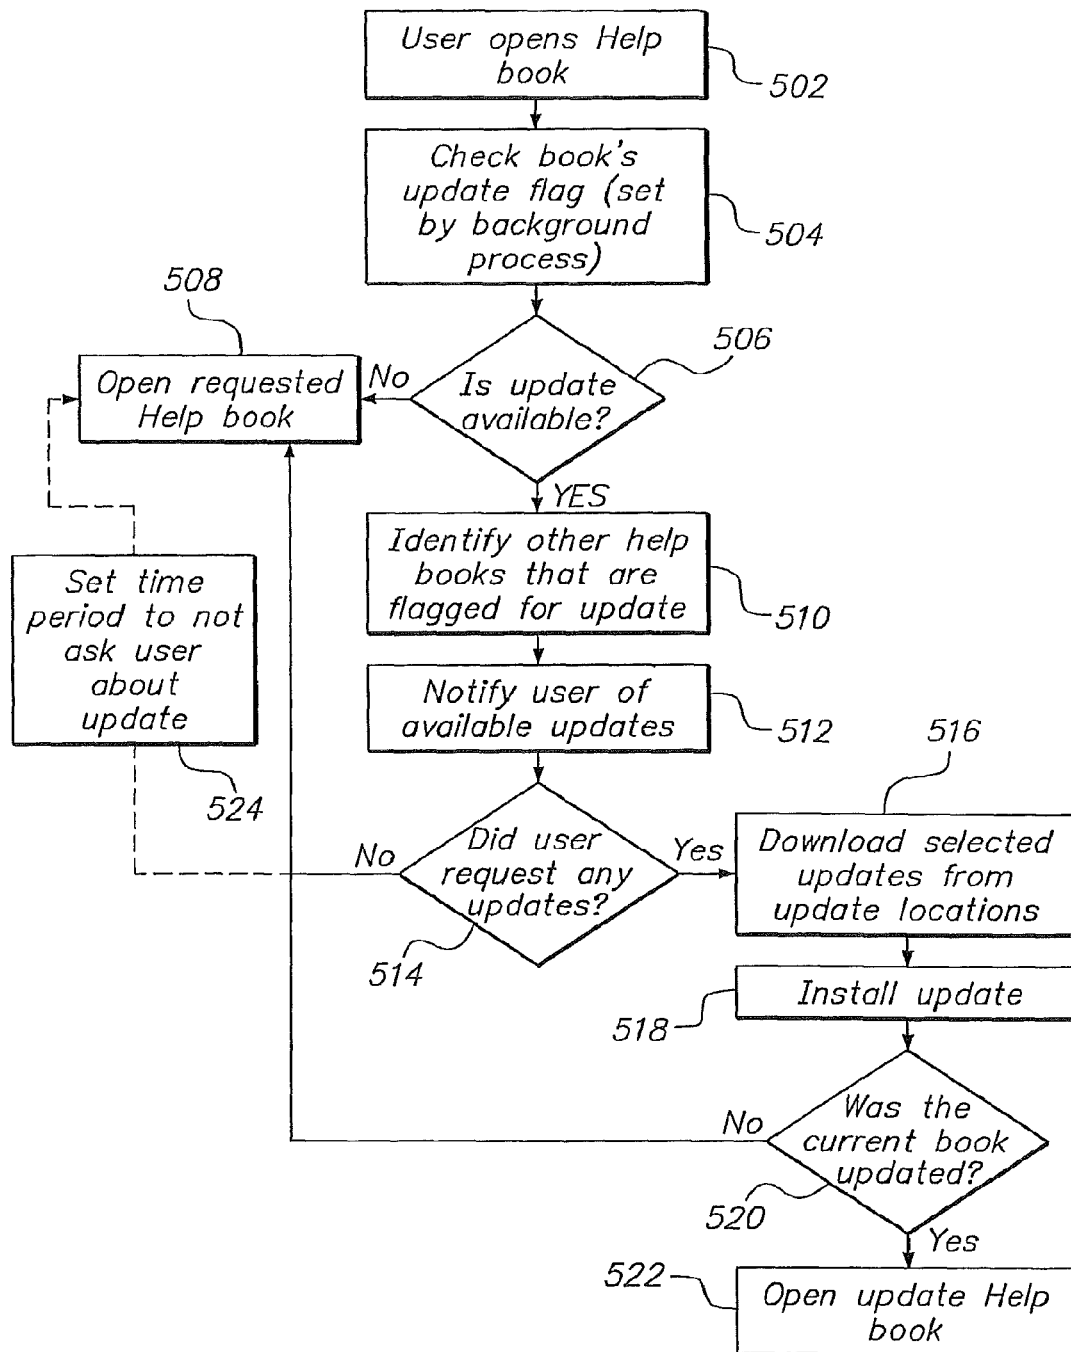 User opens Help
book
502
Check book's
update flag (set
by background
process)
504
508
506
Open requested
Help book
No
Is update
available?
YES
Identify other help
books that are
flagged for update
510
Set time
period to not
ask user
about
update
524
Notify user of
available updates
512
516
No
Did user
request any
updates?
Yes
514
Download selected
updates from
update locations
Install update
518
No
Was the
current book
updated?
520
Yes
522
Open update Help
book